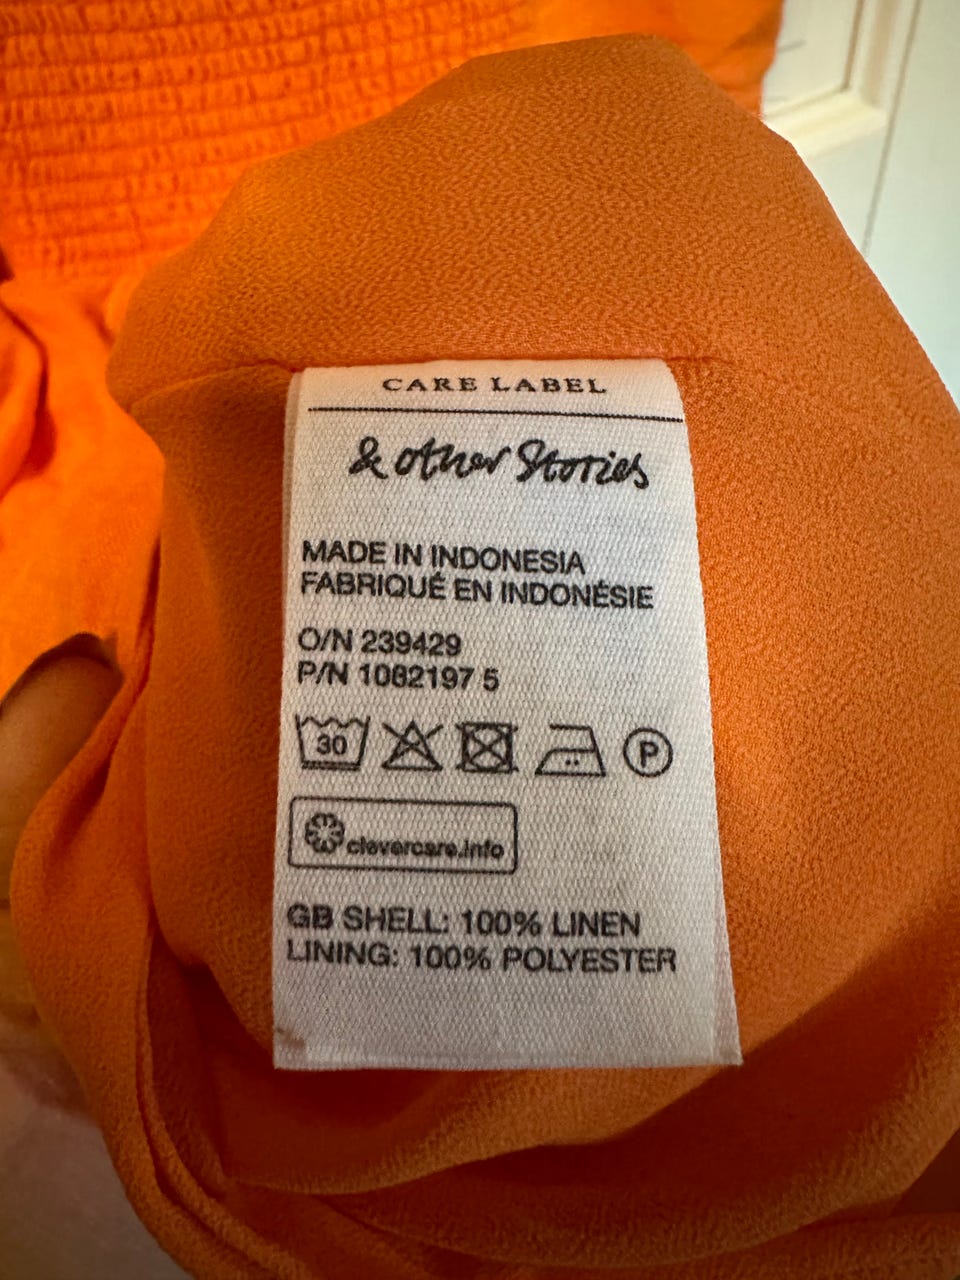 CARE LABEL
& other Stories
MADE IN INDONESIA
FABRIQUÉ EN INDONÉSIE
O/N 239429
P/N 1082197 5
30
P
clevercare.info
GB SHELL: 100% LINEN
LINING: 100% POLYESTER